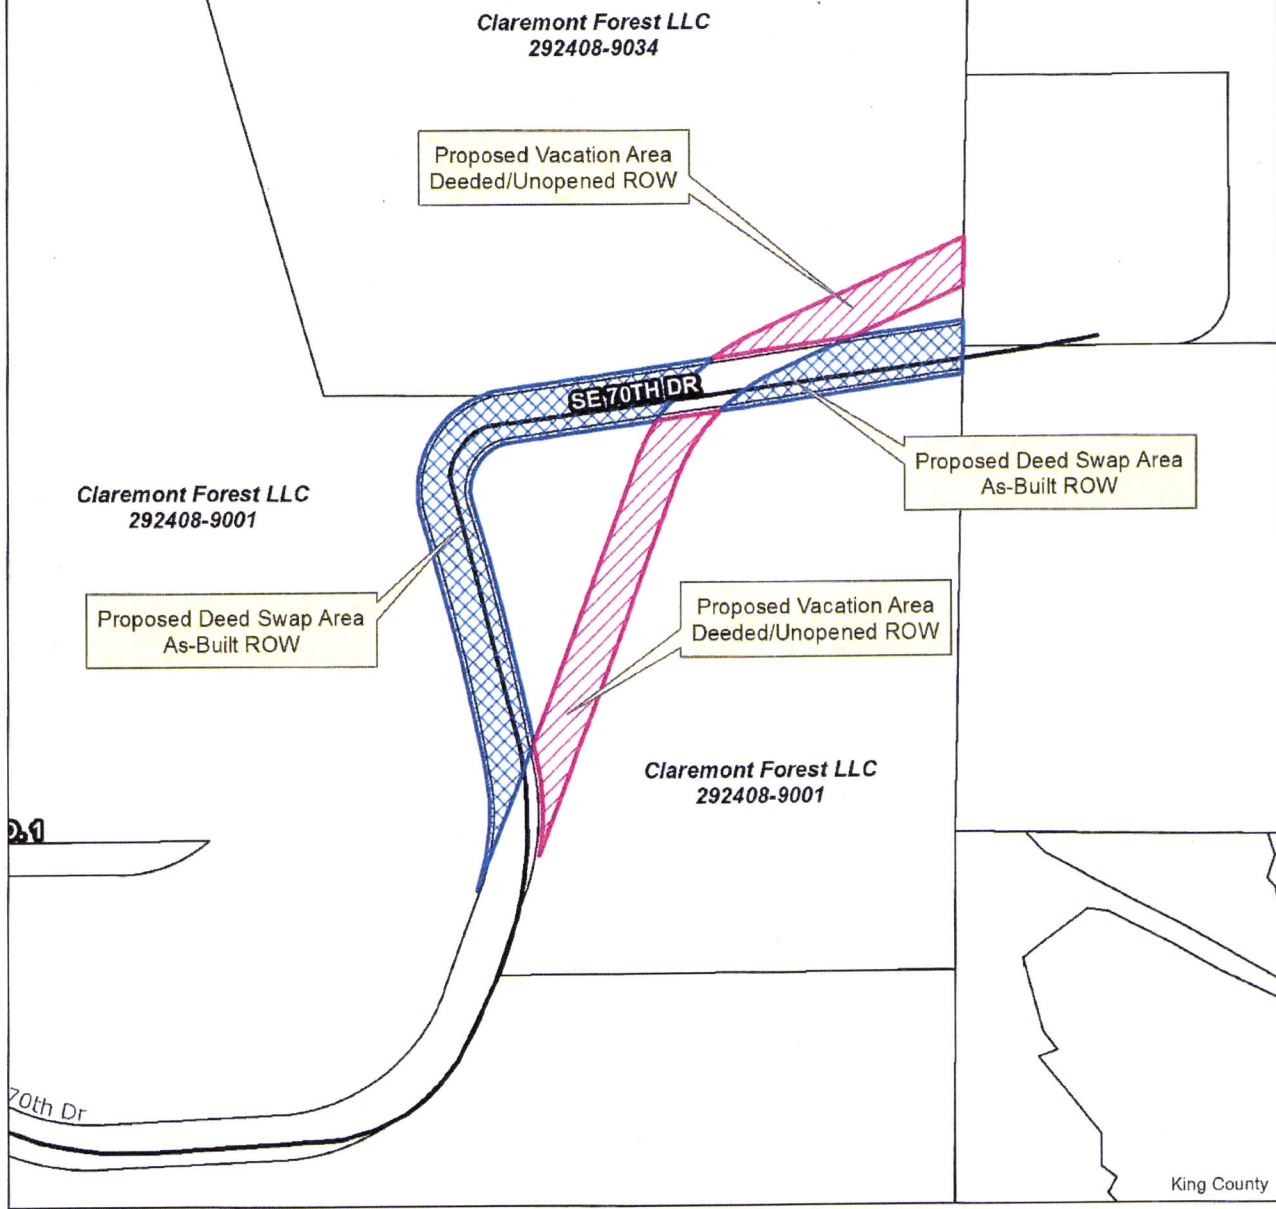 Claremont Forest LLC
292408-9034
Proposed Vacation Area
Deeded/Unopened ROW
SE 70TH DR
Proposed Deed Swap Area
As-Built ROW
Claremont Forest LLC
292408-9001
Proposed Deed Swap Area
As-Built ROW
Proposed Vacation Area
Deeded/Unopened ROW
Claremont Forest LLC
292408-9001
0.1
70th Dr
King County